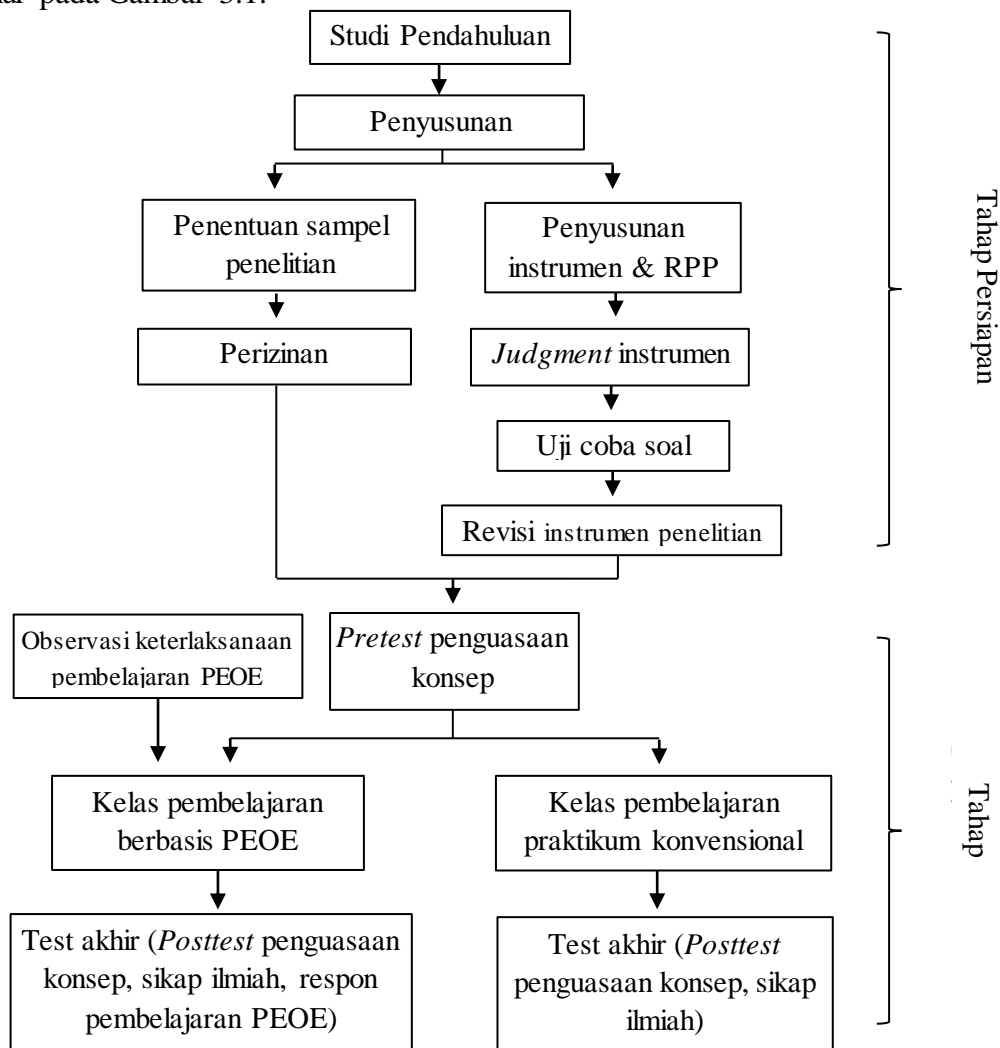 pada Gambar 3.1.
Studi Pendahuluan
Penyusunan
Penentuan sampel
penelitian
Penyusunan
instrumen & RPP
Perizinan
Judgment instrumen
Uji coba soal
Revisi instrumen penelitian
Tahap Persiapan
Observasi keterlaksanaan
pembelajaran PEOE
Pretest penguasaan
konsep
Kelas pembelajaran
berbasis PEOE
Kelas pembelajaran
praktikum konvensional
Tahap
Test akhir (Posttest penguasaan
konsep, sikap ilmiah, respon
pembelajaran PEOE)
Test akhir (Posttest
penguasaan konsep, sikap
ilmiah)